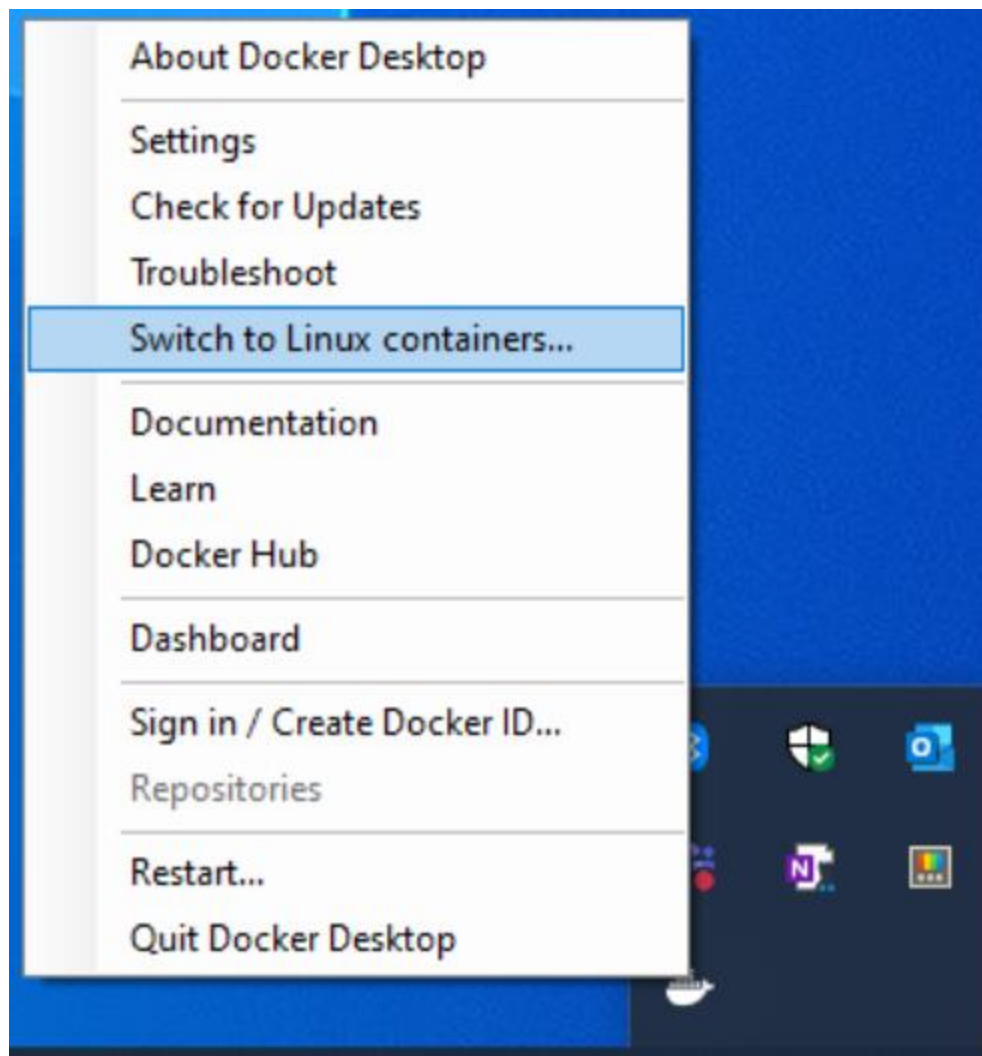 About Docker Desktop
Settings
Check for Updates
Troubleshoot
Switch to Linux containers...
Documentation
Learn
Docker Hub
Dashboard
Sign in / Create Docker ID...
Repositories
Restart...
Quit Docker Desktop